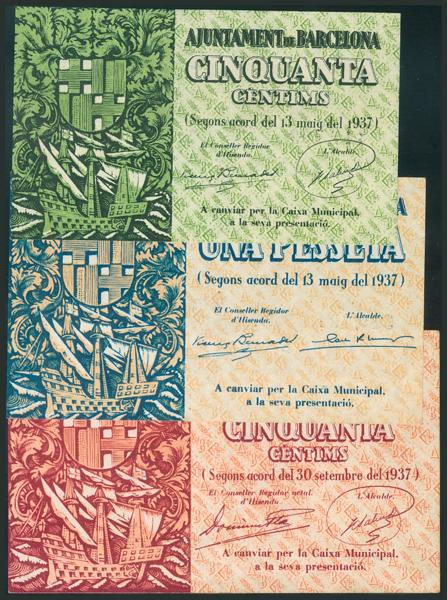 AJUNTAMENT DE BARCELONA
CINQUANTA
CENTIMS
(Segons acord del 13 maig del 1937)
El Conseller Regidor d'Hisenda.
L'Alcalde.
A canviar per la Caixa Municipal,
a la seva presentació.
UNA PESSETA
(Segons acord del 13 maig del 1937)
El Conseller Regidor d'Hisenda.
L'Alcalde.
A canviar per la Caixa Municipal,
a la seva presentació.
CINQUANTA
CENTIMS
(Segons acord del 30 setembre del 1937)
El Conseller Regidor actal. d'Hisenda.
L'Alcalde.
A canviar per la Caixa Municipal,
a la seva presentació.